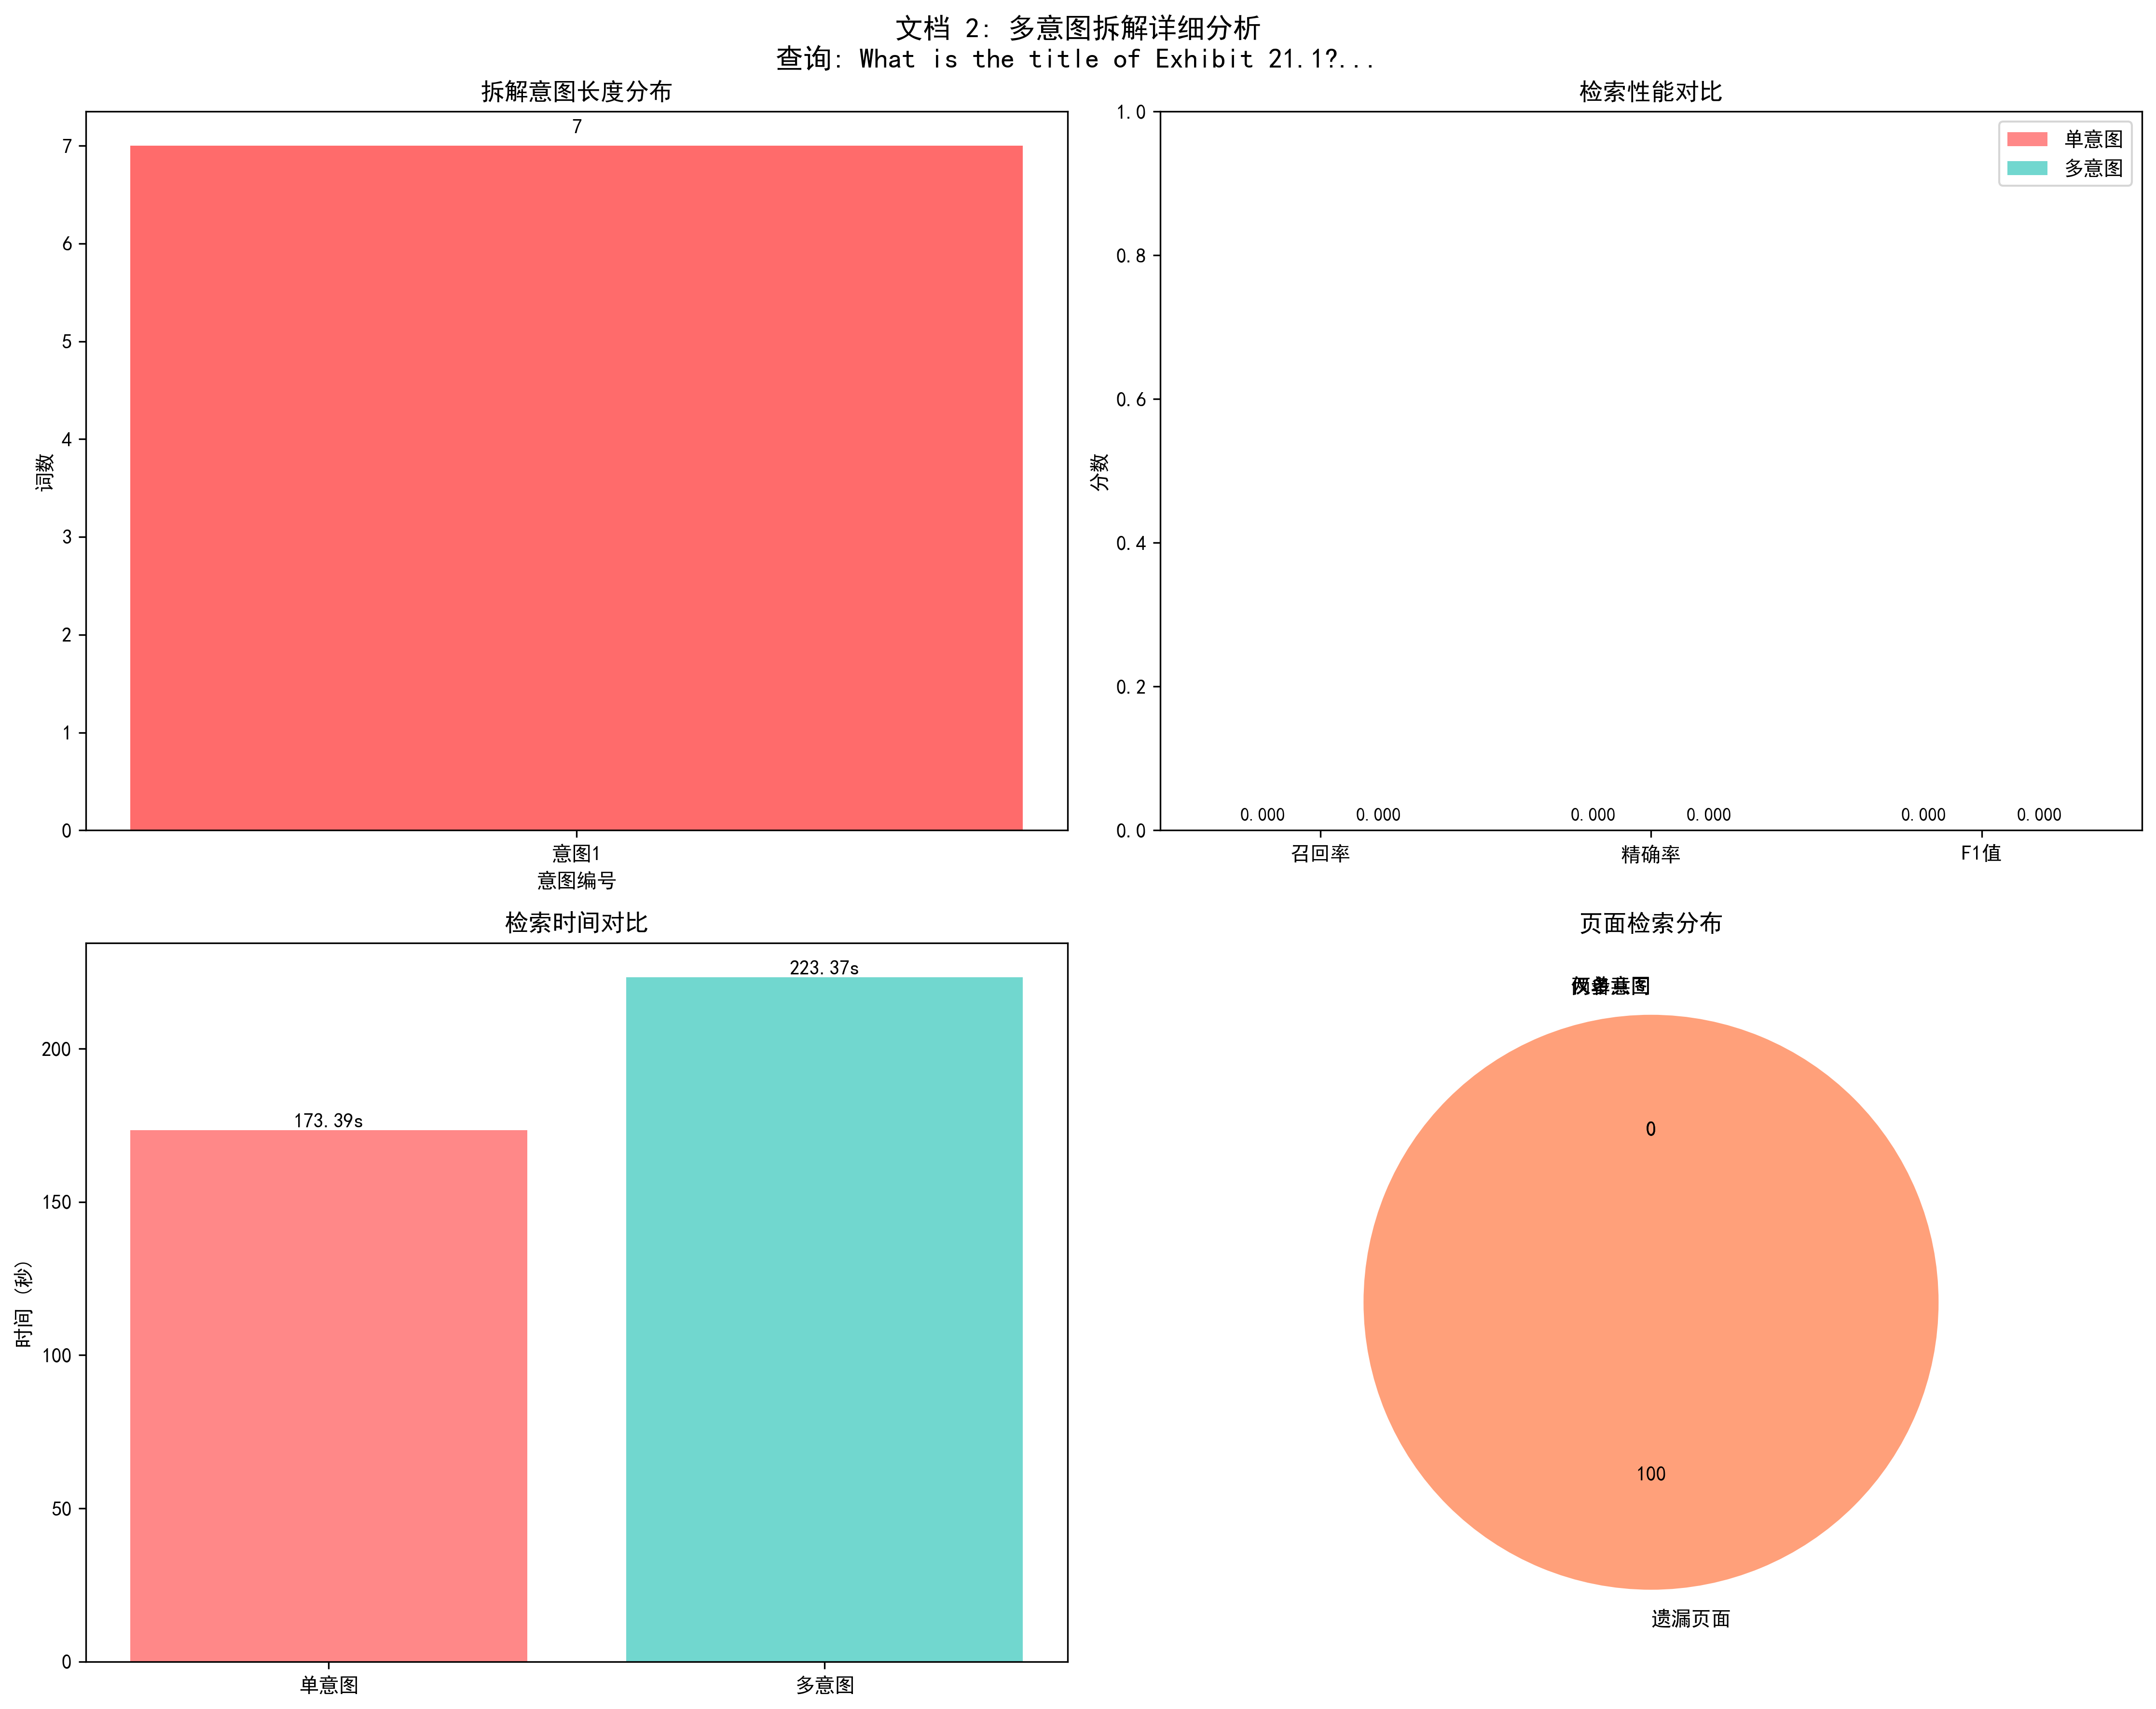 文档 2: 多意图拆解详细分析
查询: What is the title of Exhibit 21.1?...
拆解意图长度分布
7
7
6
5
4
3
2
1
0
词数
意图1
意图编号
检索性能对比
1.0
0.8
0.6
0.4
0.2
0.0
分数
单意图
多意图
0.000
0.000
0.000
0.000
0.000
0.000
召回率
精确率
F1值
检索时间对比
223.37s
173.39s
200
150
100
50
0
时间 (秒)
单意图
多意图
页面检索分布
0
100
遗漏页面